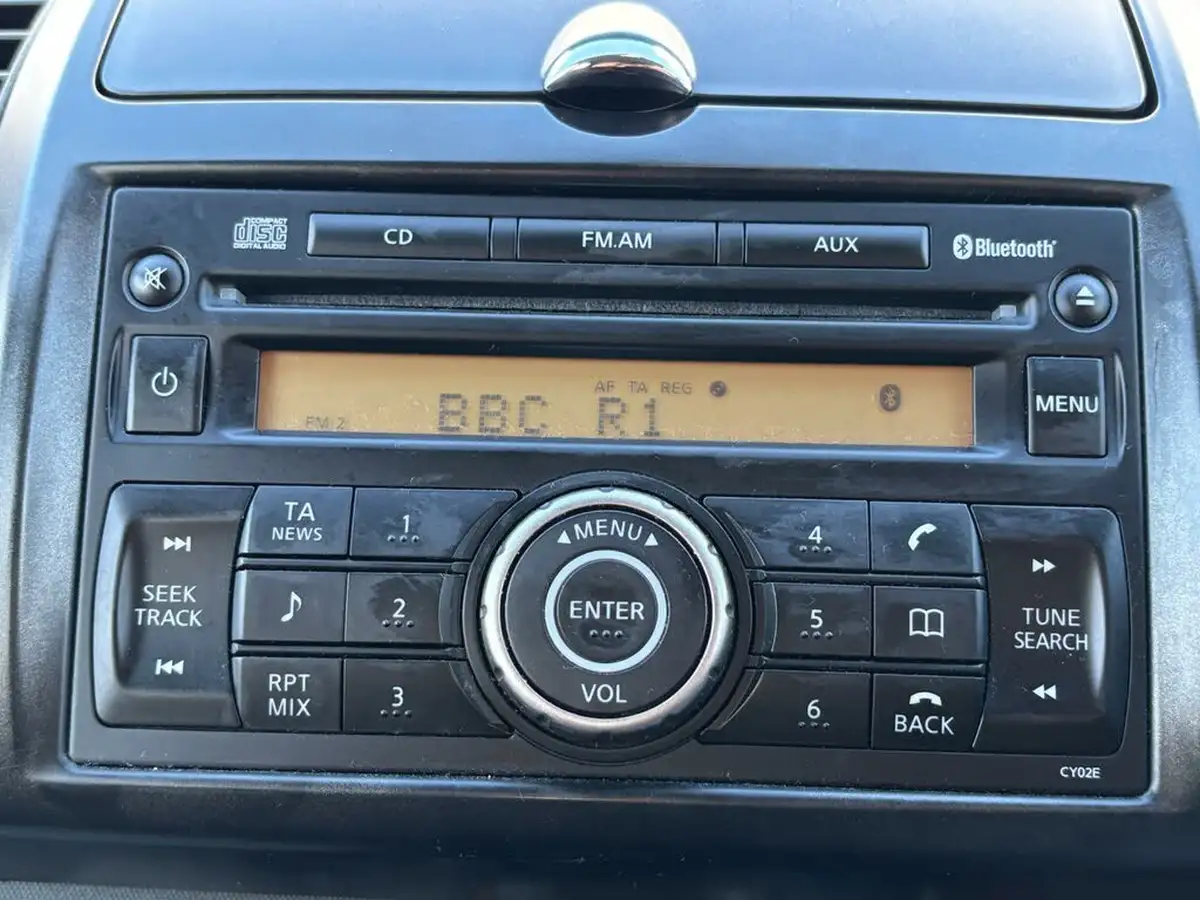 COMPACT
disc
DIGITAL AUDIO
CD
FM.AM
AUX
Bluetooth
AF TA REG
FM 2
BBC R1
MENU
SEEK
TRACK
TA
NEWS
1
MENU
4
2
ENTER
5
TUNE
SEARCH
RPT
MIX
3
VOL
6
BACK
CY02E